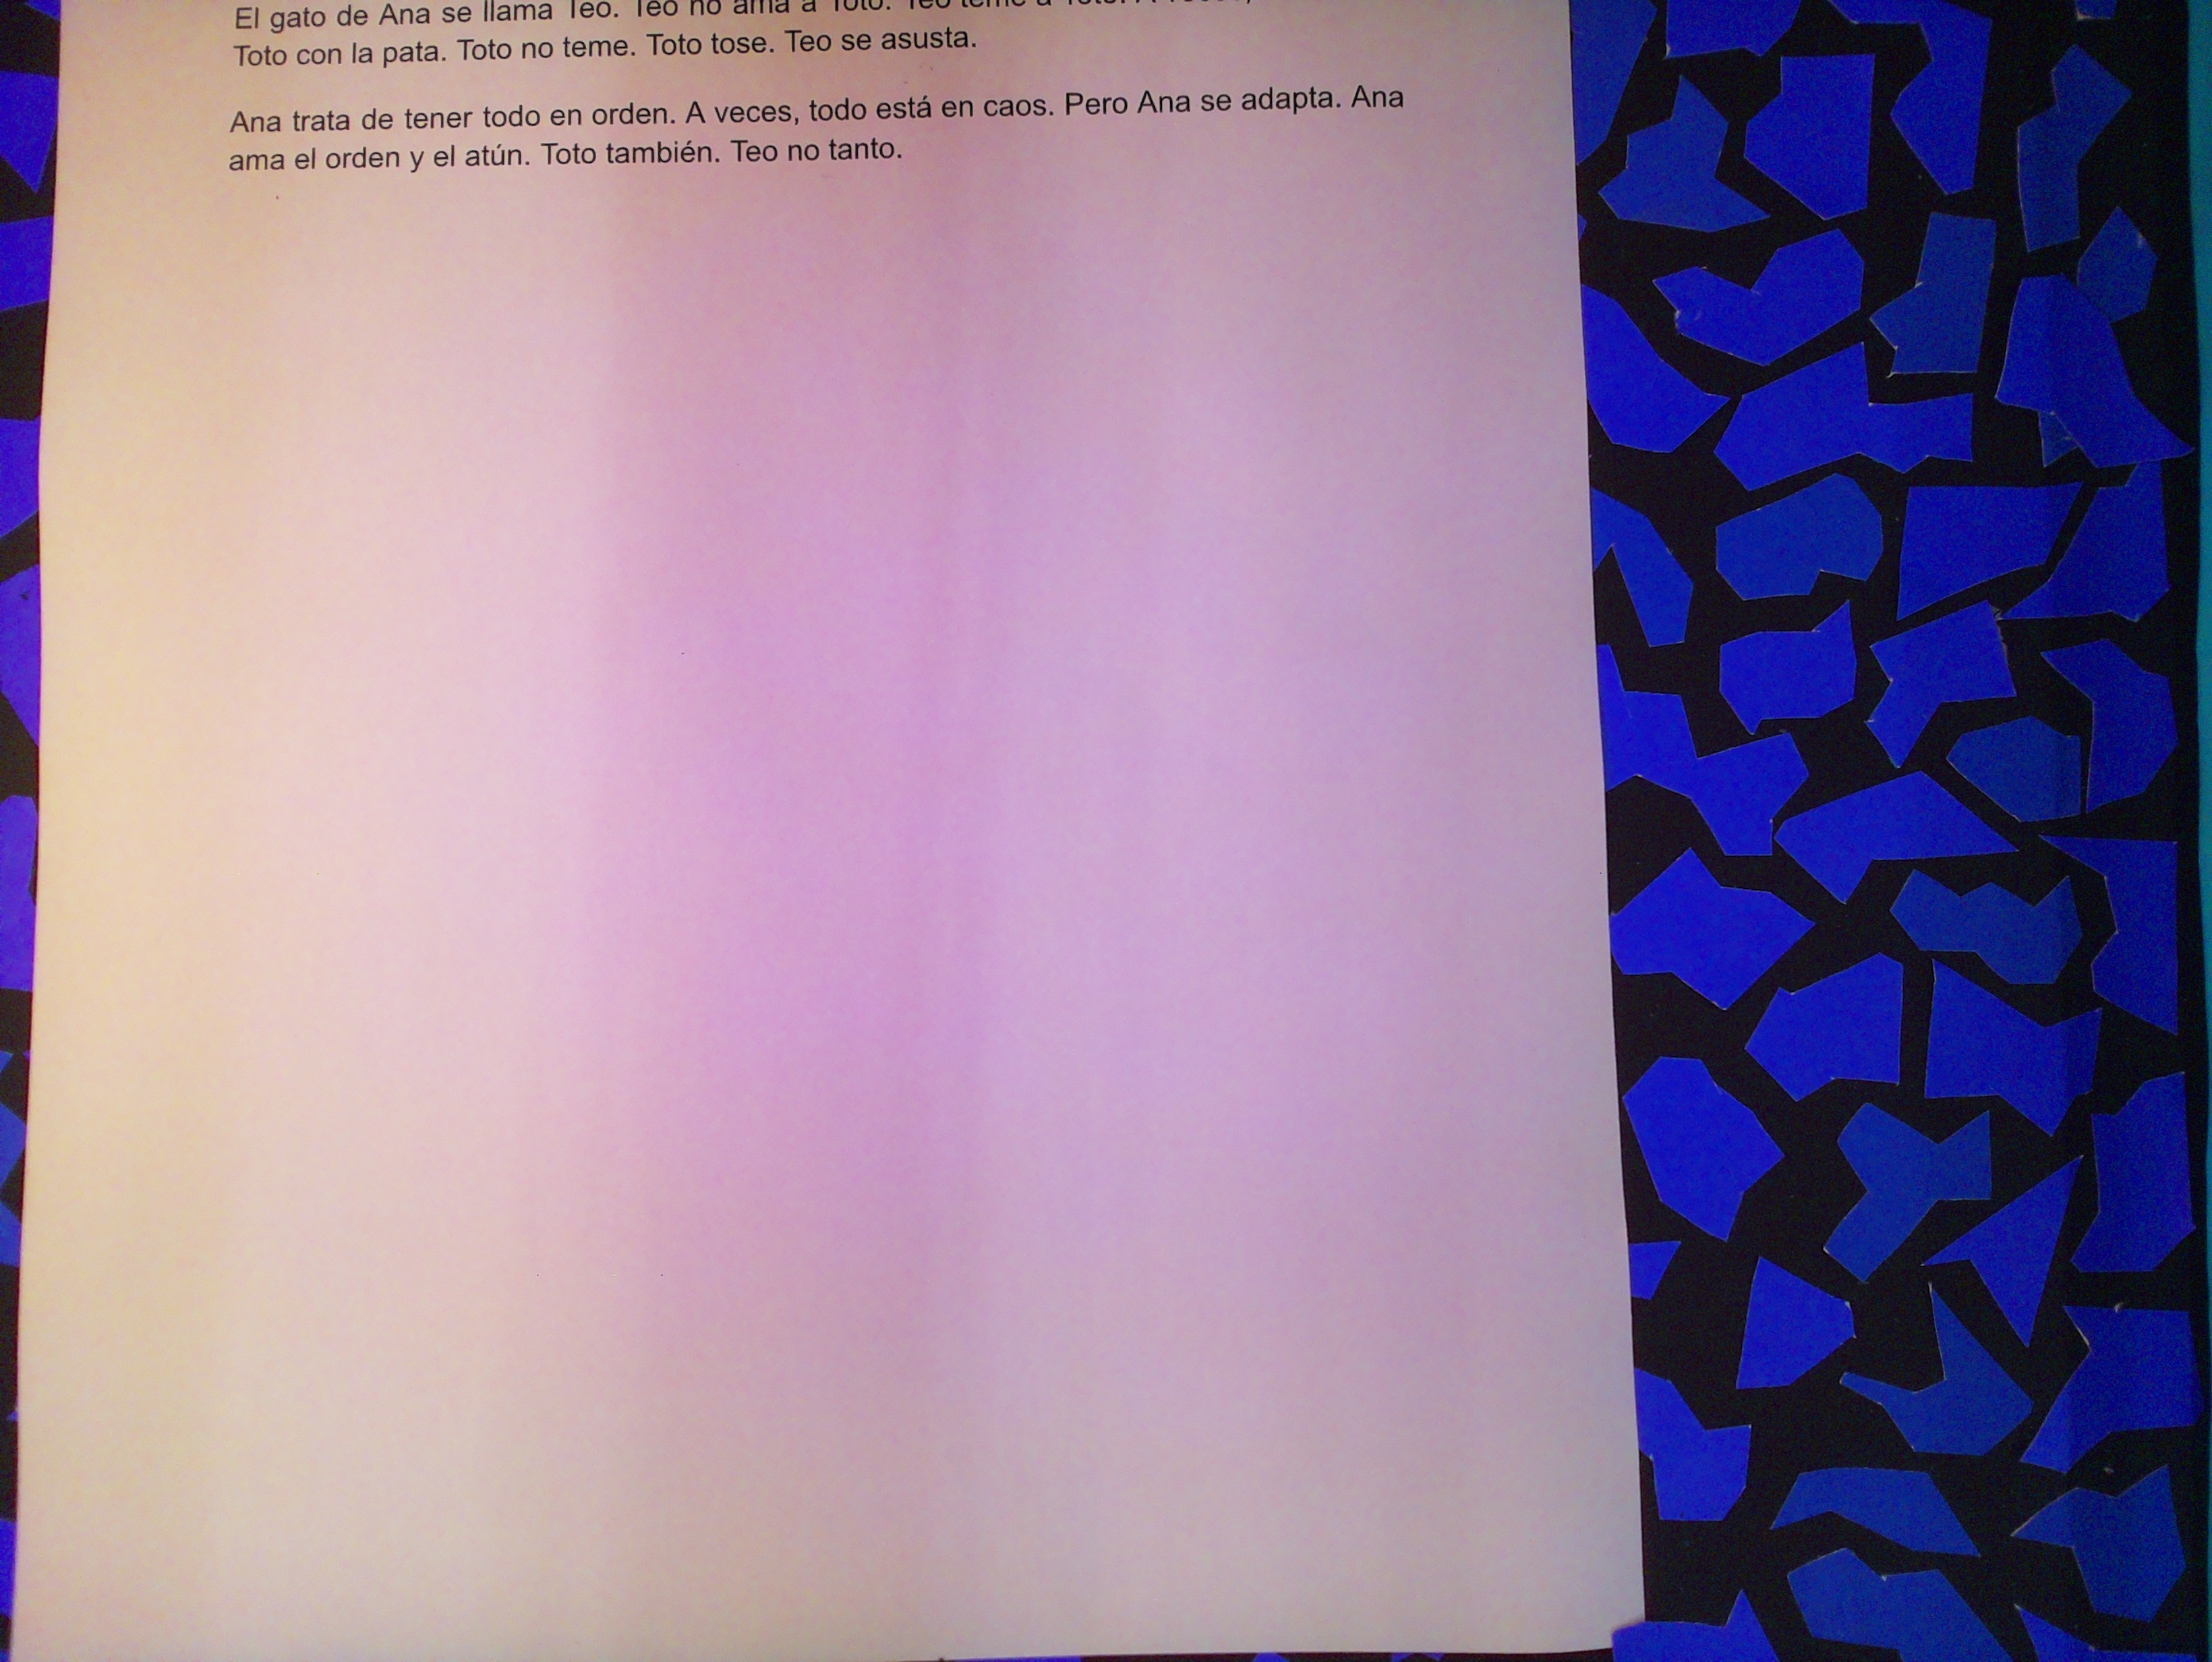 El gato de Ana se llama Teo. Teo no ama a Toto. Teo teme a Toto. A
Toto con la pata. Toto no teme. Toto tose. Teo se asusta.
Ana trata de tener todo en orden. A veces, todo está en caos. Pero Ana se adapta. Ana
ama el orden y el atún. Toto también. Teo no tanto.